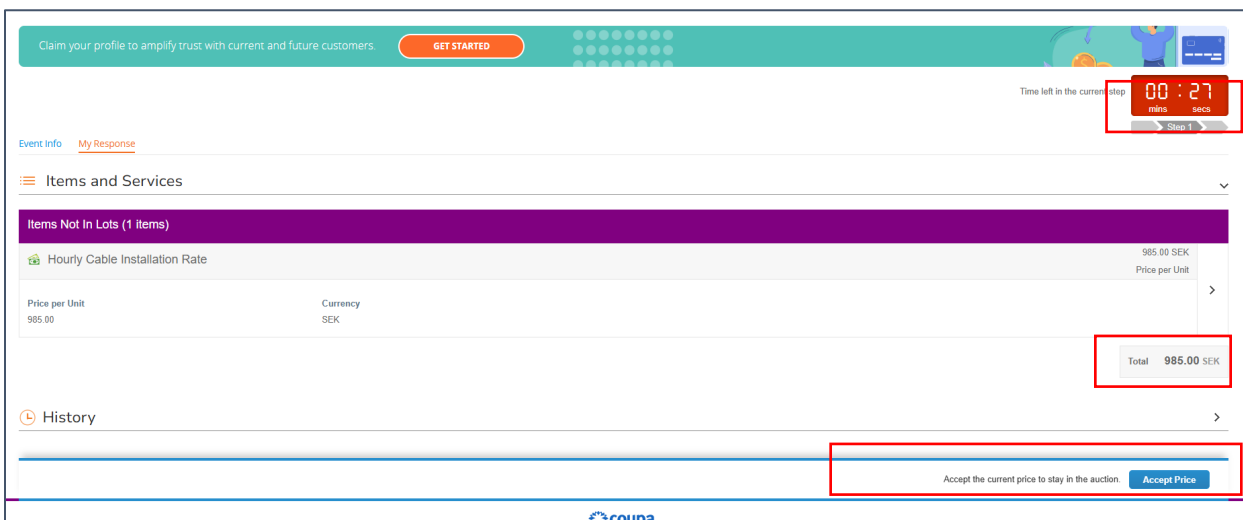 Claim your profile to amplify trust with current and future customers. GET STARTED
Time left in the current step 00 : 27
mins secs
Step 1
Event Info My Response
Items and Services
Items Not In Lots (1 items)
Hourly Cable Installation Rate 985.00 SEK
Price per Unit
Price per Unit Currency
985.00 SEK
Total 985.00 SEK
History
Accept the current price to stay in the auction. Accept Price
coupa